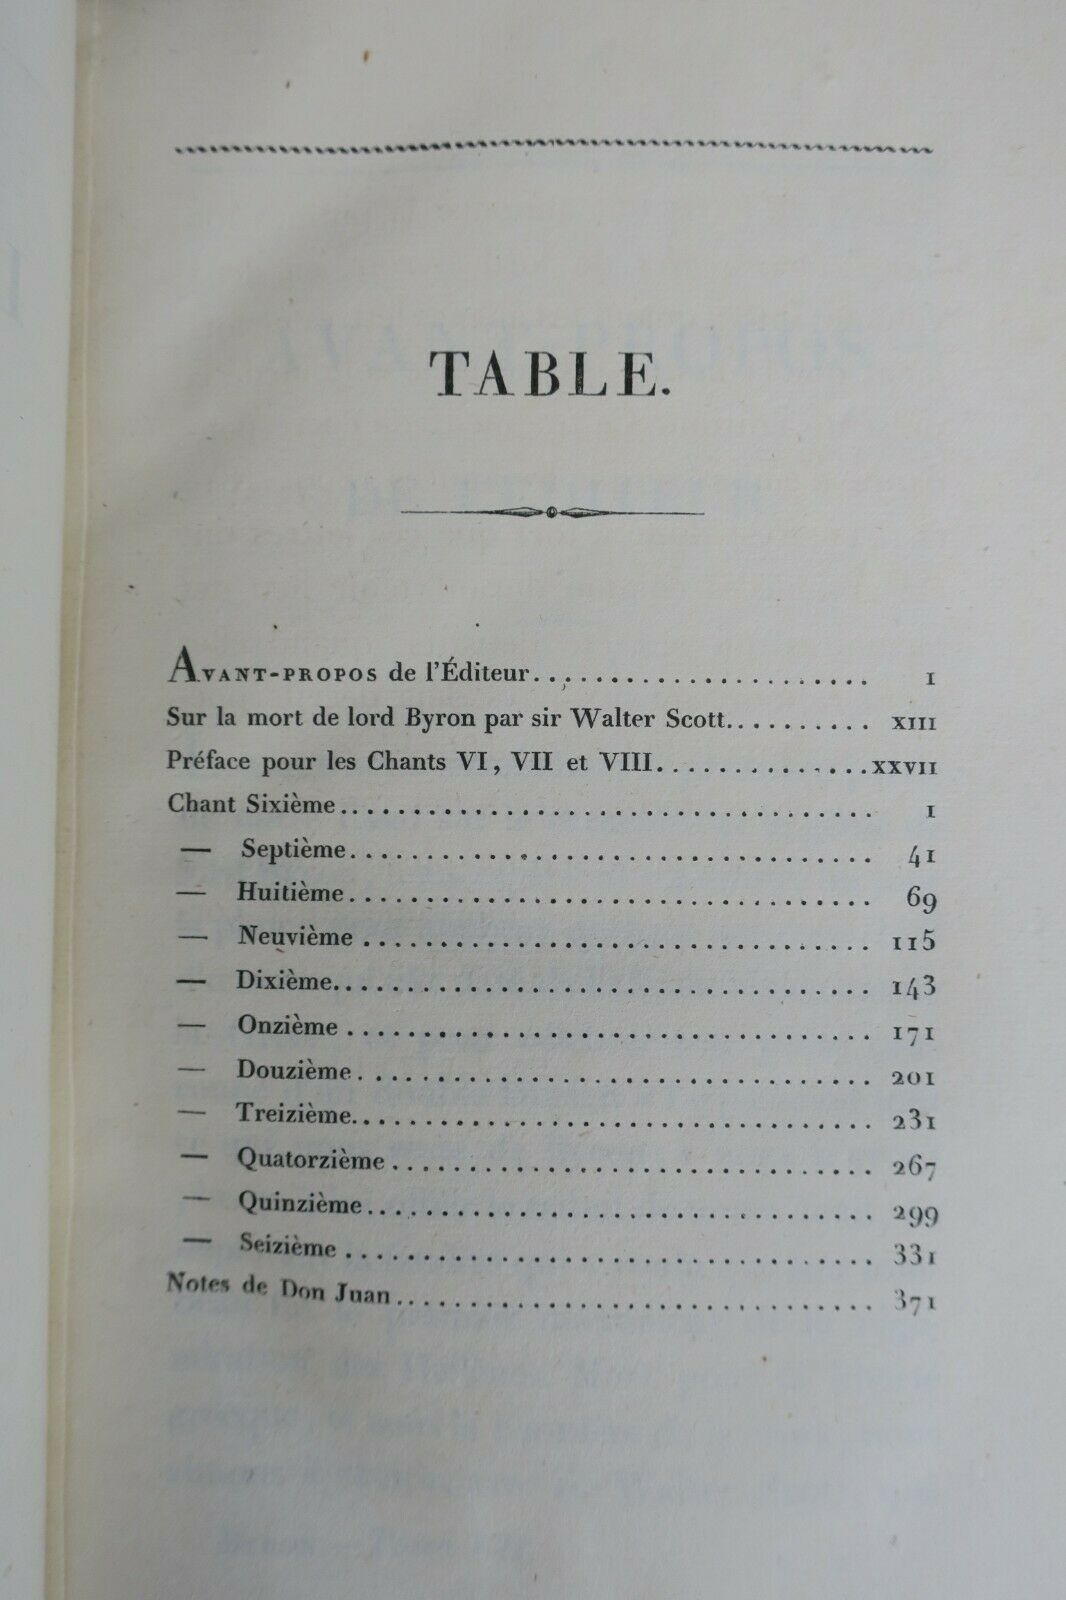 TABLE.
AVANT-PROPOS de l'Éditeur....................... I
Sur la mort de lord Byron par sir Walter Scott.......... XIII
Préface pour les Chants VI, VII et VIII.............. XXVII
Chant Sixième.................................. 1
— Septième................................. 41
— Huitième................................. 69
— Neuvième ................................ 115
— Dixième.................................. 143
— Onzième ................................. 171
— Douzième................................. 201
— Treizième................................. 231
— Quatorzième .............................. 267
— Quinzième................................ 299
— Seizième ................................. 331
Notes de Don Juan.............................. 371